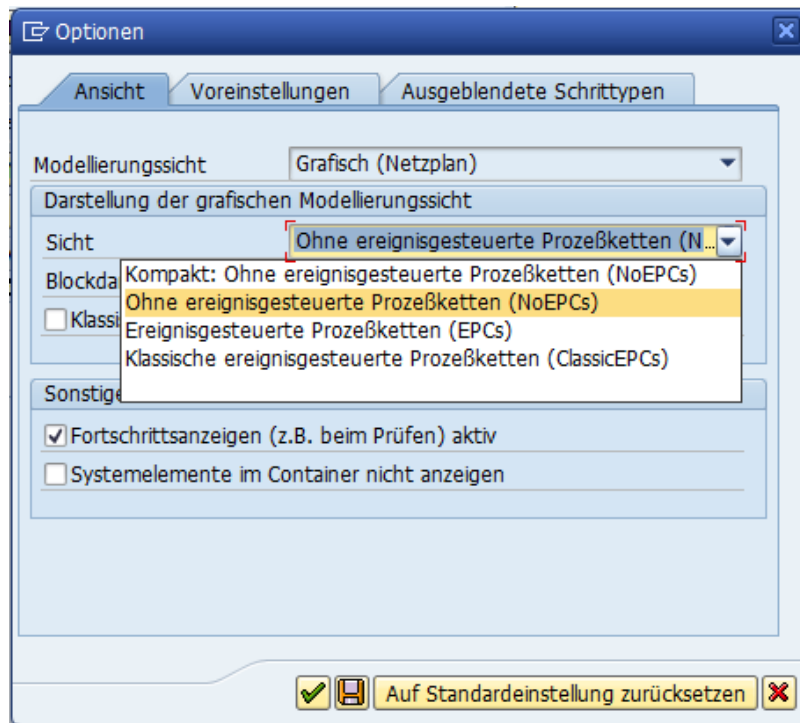 Optionen
Ansicht Voreinstellungen Ausgeblendete Schritttypen
Modellierungssicht Grafisch (Netzplan)
Darstellung der grafischen Modellierungssicht
Sicht Ohne ereignisgesteuerte Prozeßketten (N...
Blockda
Kompakt: Ohne ereignisgesteuerte Prozeßketten (NoEPCs)
Ohne ereignisgesteuerte Prozeßketten (NoEPCs)
Klassi
Ereignisgesteuerte Prozeßketten (EPCs)
Klassische ereignisgesteuerte Prozeßketten (ClassicEPCs)
Sonstige
Fortschrittsanzeigen (z.B. beim Prüfen) aktiv
Systemelemente im Container nicht anzeigen
Auf Standardeinstellung zurücksetzen